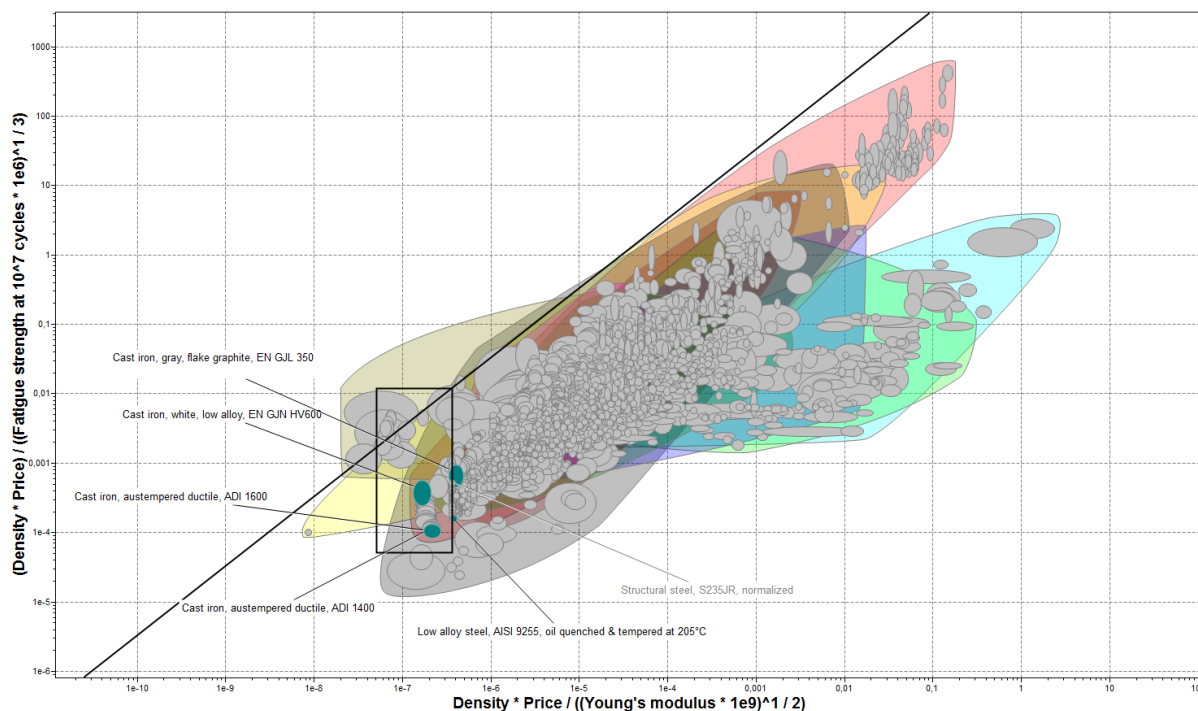 (Density * Price) / ((Fatigue strength at 10^7 cycles * 1e6)^1 / 3)
1000
100
10
1
0,1
0,01
0,001
1e-4
1e-5
1e-6
Cast iron, gray, flake graphite, EN GJL 350
Cast iron, white, low alloy, EN GJN HV600
Cast iron, austempered ductile, ADI 1600
Structural steel, S235JR, normalized
Cast iron, austempered ductile, ADI 1400
Low alloy steel, AISI 9255, oil quenched & tempered at 205°C
1e-10 1e-9 1e-8 1e-7 1e-6 1e-5 1e-4 0,001 0,01 0,1 1 10
Density * Price / ((Young's modulus * 1e9)^1 / 2)